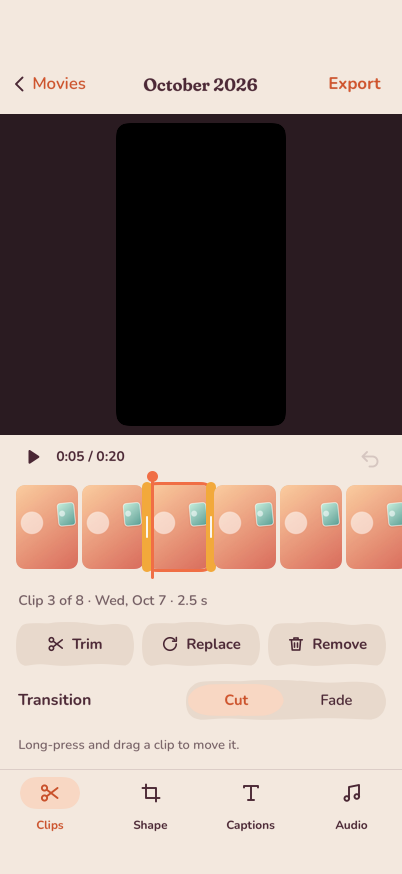 Movies
October 2026
Export
0:05 / 0:20
Clip 3 of 8 · Wed, Oct 7 · 2.5 s
Trim
Replace
Remove
Transition
Cut
Fade
Long-press and drag a clip to move it.
Clips
Shape
Captions
Audio